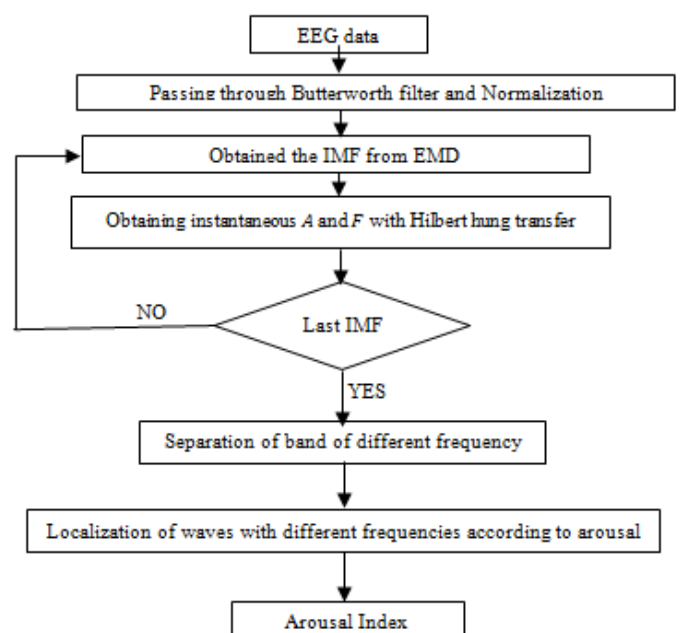 EEG data
Passing through Butterworth filter and Normalization
Obtained the IMF from EMD
Obtaining instantaneous A and F with Hilbert hung transfer
NO
Last IMF
YES
Separation of band of different frequency
Localization of waves with different frequencies according to arousal
Arousal Index